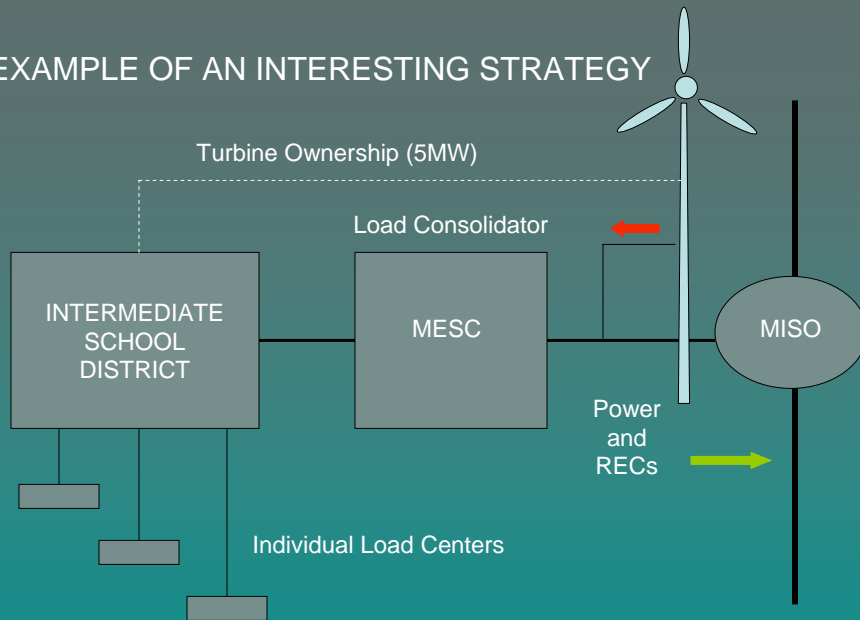 EXAMPLE OF AN INTERESTING STRATEGY
Turbine Ownership (5MW)
Load Consolidator
INTERMEDIATE
SCHOOL
DISTRICT
MESC
MISO
Power
and
RECs
Individual Load Centers